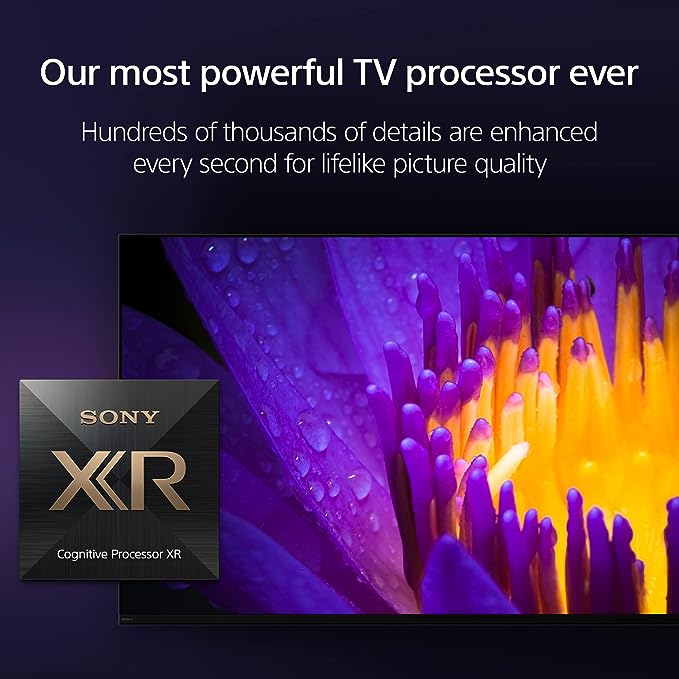 Our most powerful TV processor ever
Hundreds of thousands of details are enhanced
every second for lifelike picture quality
SONY
XR
Cognitive Processor XR
SONY